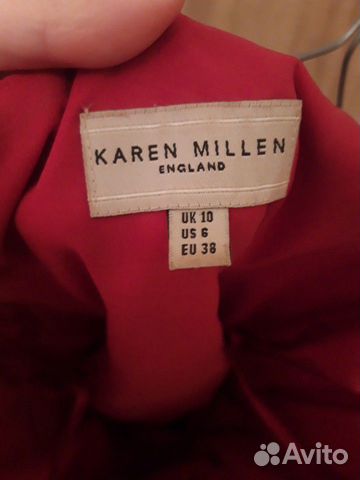 KAREN MILLEN
ENGLAND
UK 10
US 6
EU 38
Avito